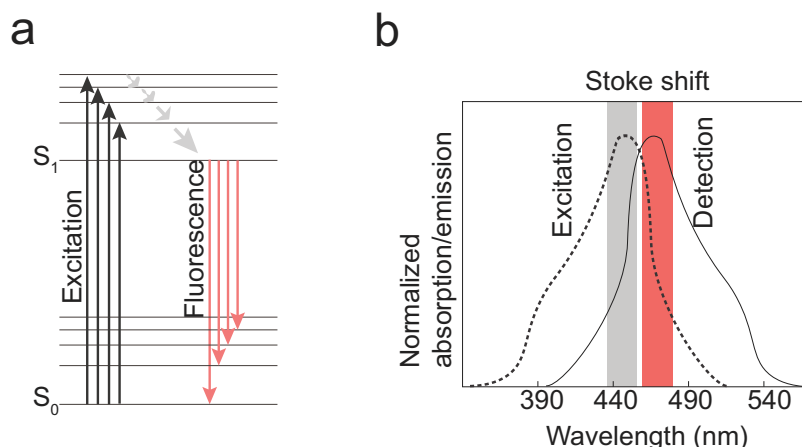 a
S1
S0
Excitation
Fluorescence
b
Stoke shift
Excitation
Detection
Normalized
absorption/emission
390 440 490 540
Wavelength (nm)